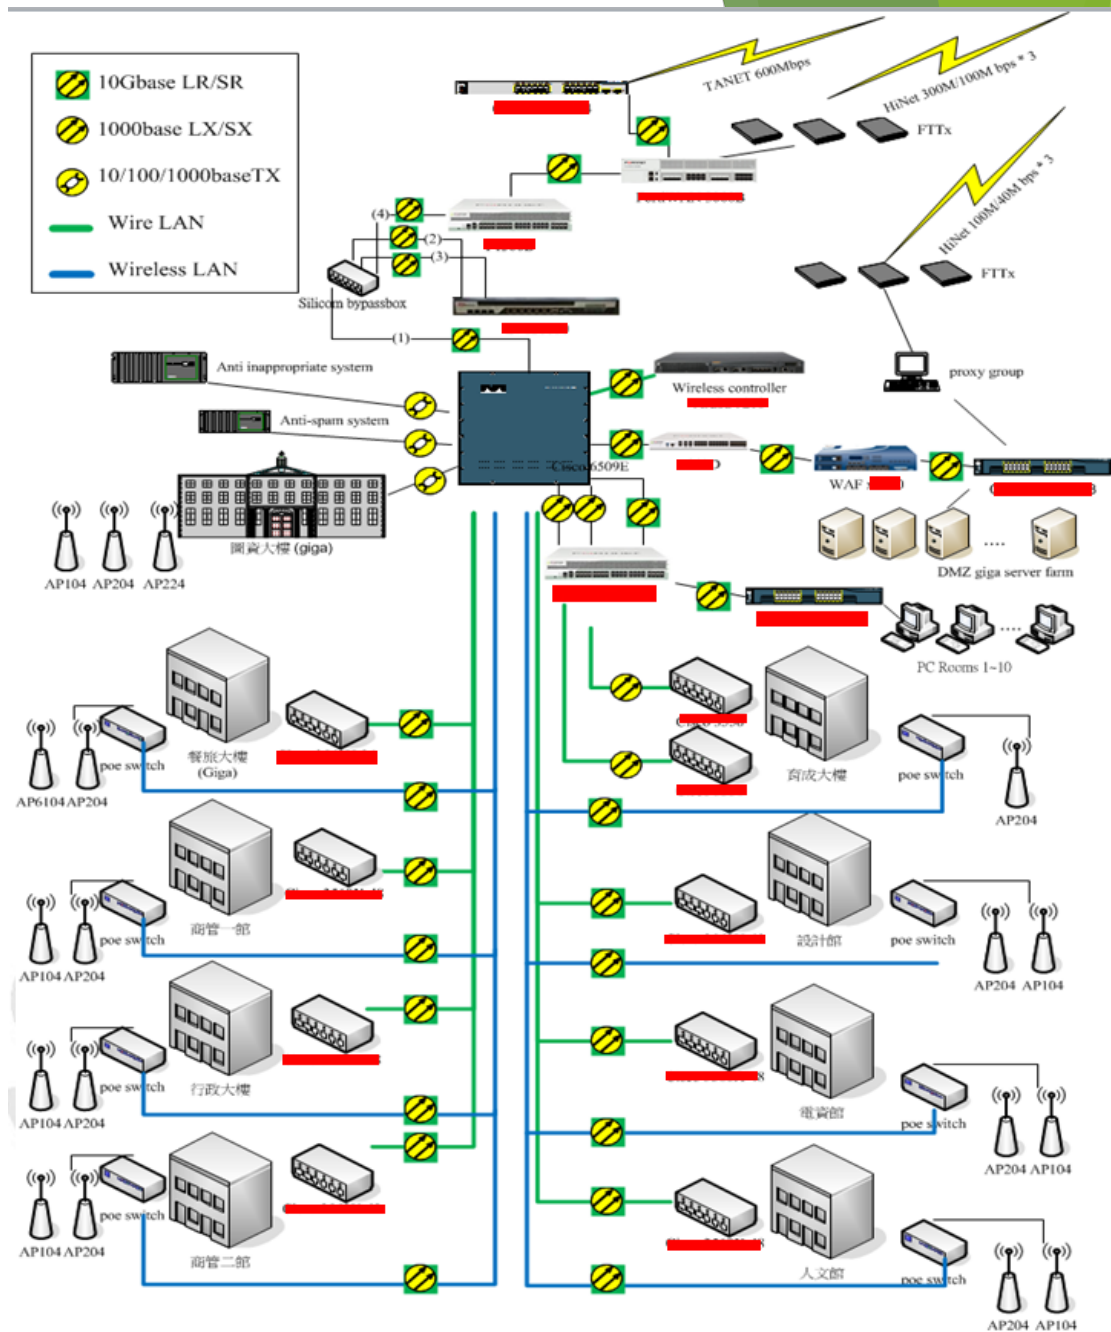 10Gbase LR/SR
1000base LX/SX
10/100/1000baseTX
Wire LAN
Wireless LAN
TANET 600Mbps
HiNet 300M/100M bps * 3
FTTx
HiNet 100M/40M bps * 3
FTTx
(4)
(2)
(3)
Silicom bypassbox
(1)
Anti inappropriate system
Anti-spam system
Wireless controller
proxy group
Cisco 6509E
D
WAF
DMZ giga server farm
圖資大樓 (giga)
AP104 AP204 AP224
PC Rooms 1~10
餐旅大樓
(Giga)
poe switch
AP6104 AP204
育成大樓
poe switch
AP204
商管一館
poe switch
AP104 AP204
設計館
poe switch
AP204 AP104
行政大樓
poe switch
AP104 AP204
電資館
poe switch
AP204 AP104
商管二館
poe switch
AP104 AP204
人文館
poe switch
AP204 AP104